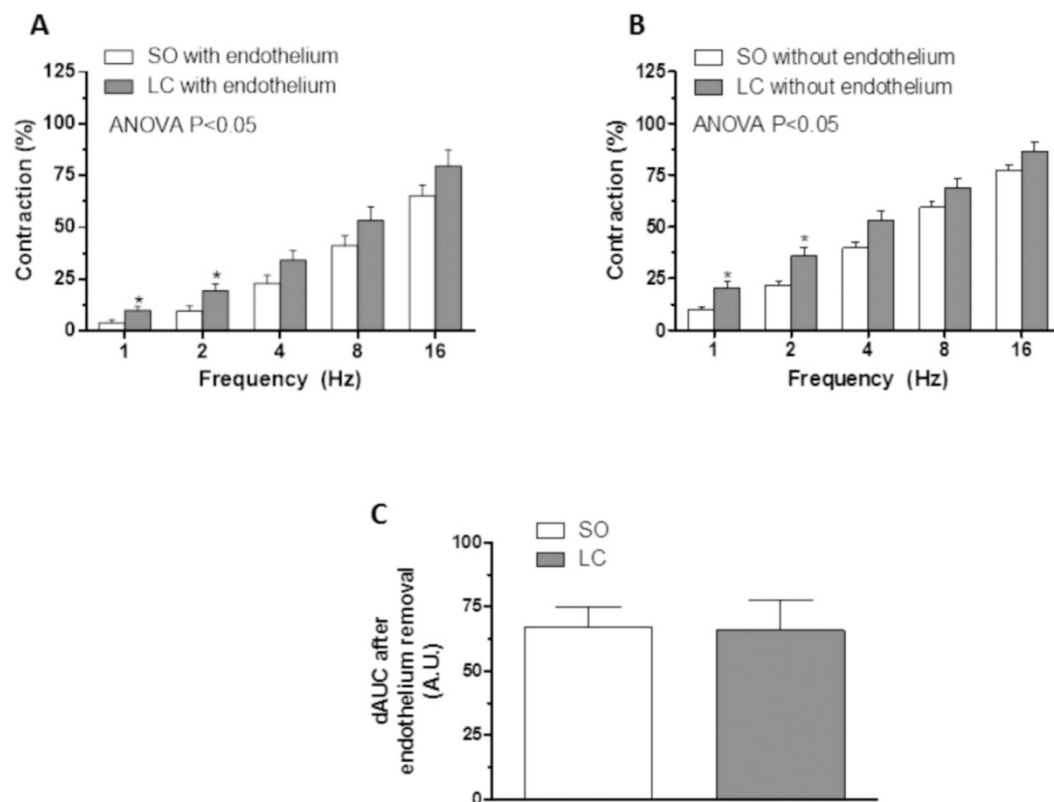 A
SO with endothelium
LC with endothelium
ANOVA P<0.05
Contraction (%)
125
100
75
50
25
0
*
*
1 2 4 8 16
Frequency (Hz)
B
SO without endothelium
LC without endothelium
ANOVA P<0.05
Contraction (%)
125
100
75
50
25
0
*
*
1 2 4 8 16
Frequency (Hz)
C
SO
LC
dAUC after
endothelium removal
(A.U.)
100
75
50
25
0